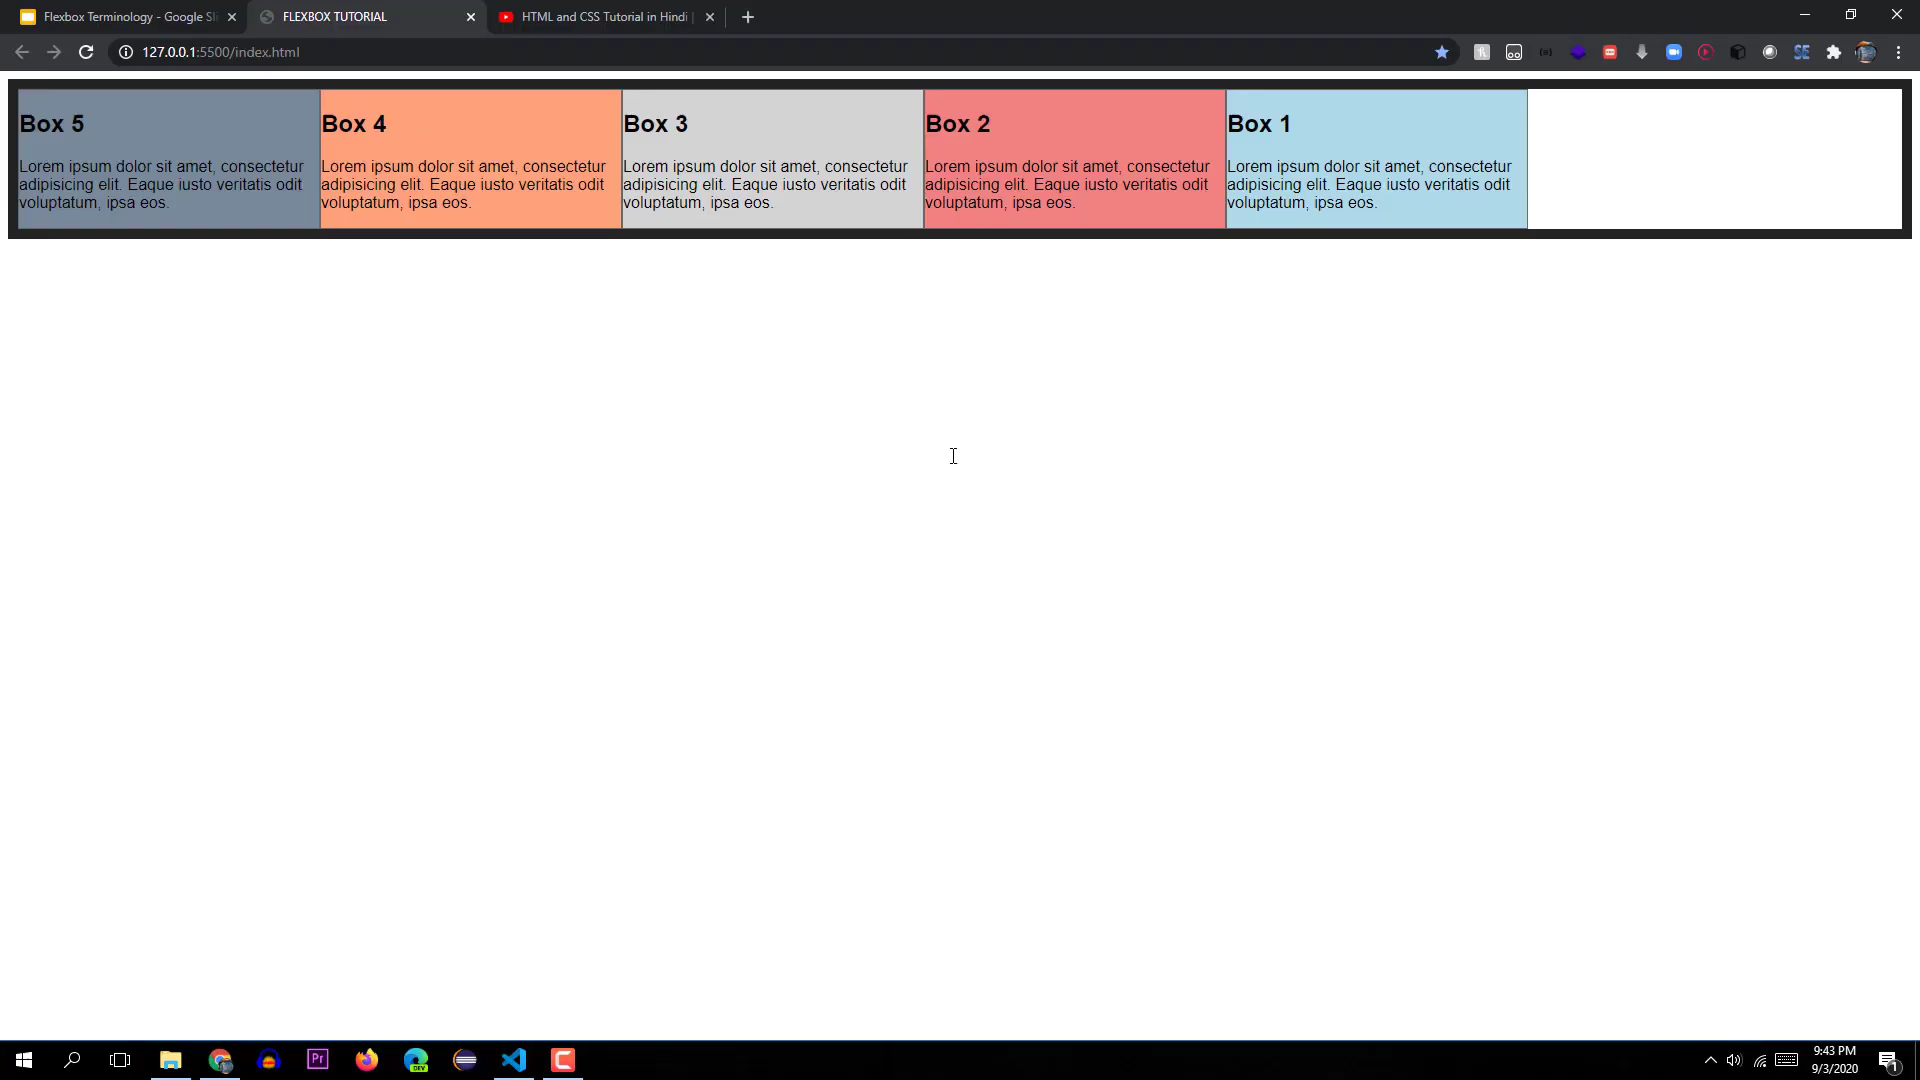 Flexbox Terminology - Google Sl
FLEXBOX TUTORIAL
HTML and CSS Tutorial in Hindi |
127.0.0.1:5500/index.html
Box 5
Lorem ipsum dolor sit amet, consectetur
adipisicing elit. Eaque iusto veritatis odit
voluptatum, ipsa eos.
Box 4
Lorem ipsum dolor sit amet, consectetur
adipisicing elit. Eaque iusto veritatis odit
voluptatum, ipsa eos.
Box 3
Lorem ipsum dolor sit amet, consectetur
adipisicing elit. Eaque iusto veritatis odit
voluptatum, ipsa eos.
Box 2
Lorem ipsum dolor sit amet, consectetur
adipisicing elit. Eaque iusto veritatis odit
voluptatum, ipsa eos.
Box 1
Lorem ipsum dolor sit amet, consectetur
adipisicing elit. Eaque iusto veritatis odit
voluptatum, ipsa eos.
Pr
DEV
9:43 PM
9/3/2020
1